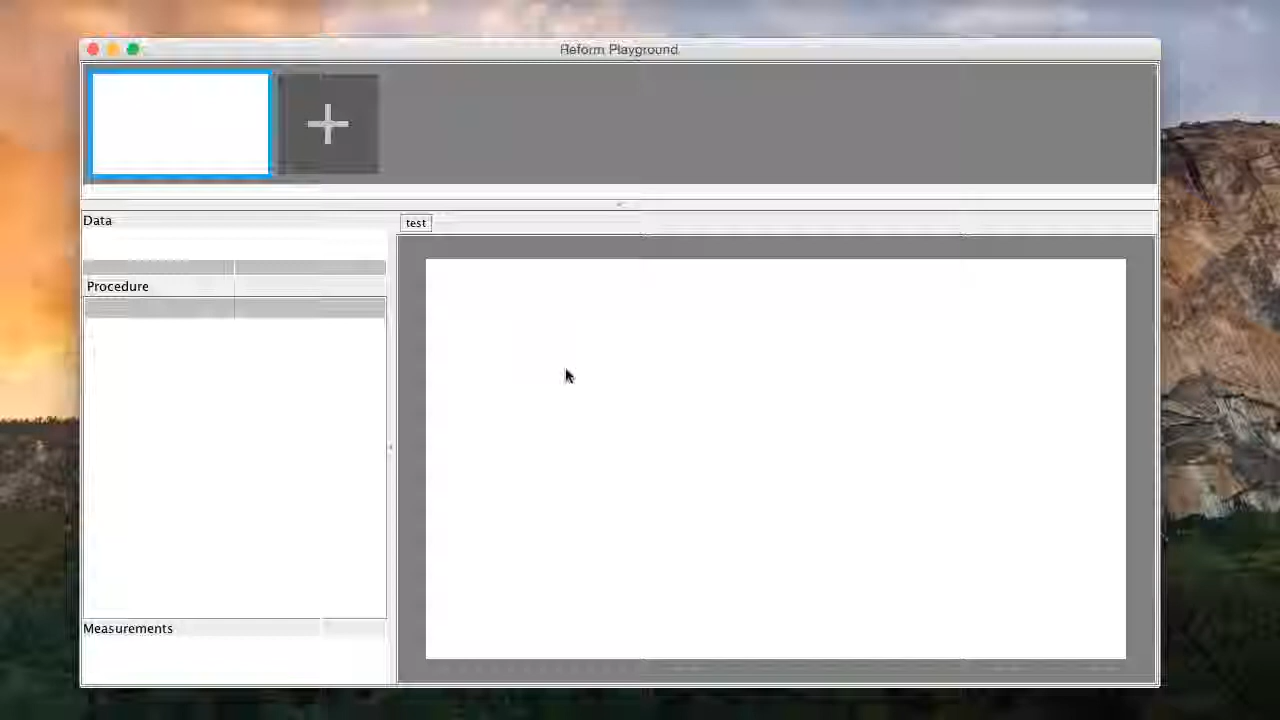 Reform Playground
Data
test
Procedure
Measurements